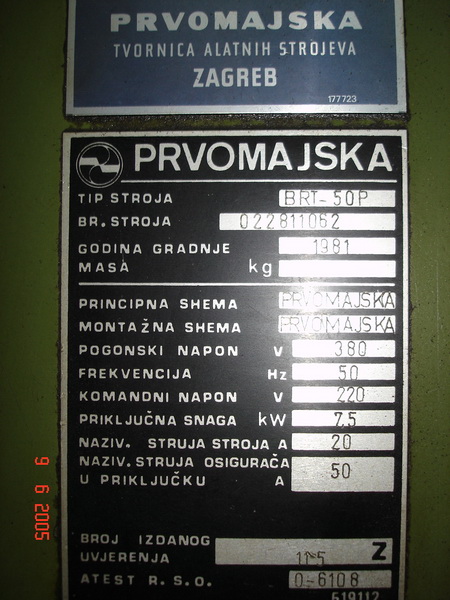 PRVOMAJSKA
TVORNICA ALATNIH STROJEVA
ZAGREB
177723
PRVOMAJSKA
TIP STROJA BRT-50P
BR. STROJA 022811062
GODINA GRADNJE 1981
MASA kg
PRINCIPNA SHEMA PRVOMAJSKA
MONTAŽNA SHEMA PRVOMAJSKA
POGONSKI NAPON V 380
FREKVENCIJA Hz 50
KOMANDNI NAPON V 220
PRIKLJUČNA SNAGA kW 7,5
NAZIV. STRUJA STROJA A 20
NAZIV. STRUJA OSIGURAČA
U PRIKLJUČKU A 50
BROJ IZDANOG
UVJERENJA 115 Z
ATEST R.S.O. 0-6108
619112
9 6 2005